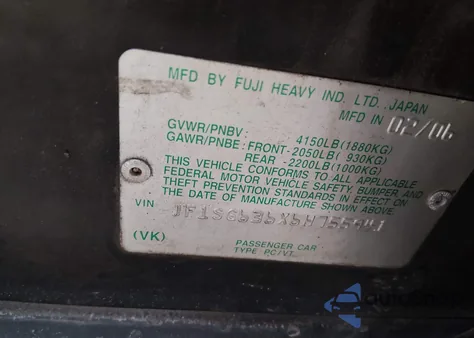 MFD BY FUJI HEAVY IND. LTD. JAPAN
MFD IN 02/06
GVWR/PNBV: 4150LB(1880KG)
GAWR/PNBE: FRONT-2050LB( 930KG)
REAR -2200LB(1000KG)
THIS VEHICLE CONFORMS TO ALL APPLICABLE
FEDERAL MOTOR VEHICLE SAFETY, BUMPER AND
THEFT PREVENTION STANDARDS IN EFFECT ON
THE DATE OF MANUFACTURE SHOWN ABOVE.
VIN
(VK)
PASSENGER CAR
TYPE PC/VT